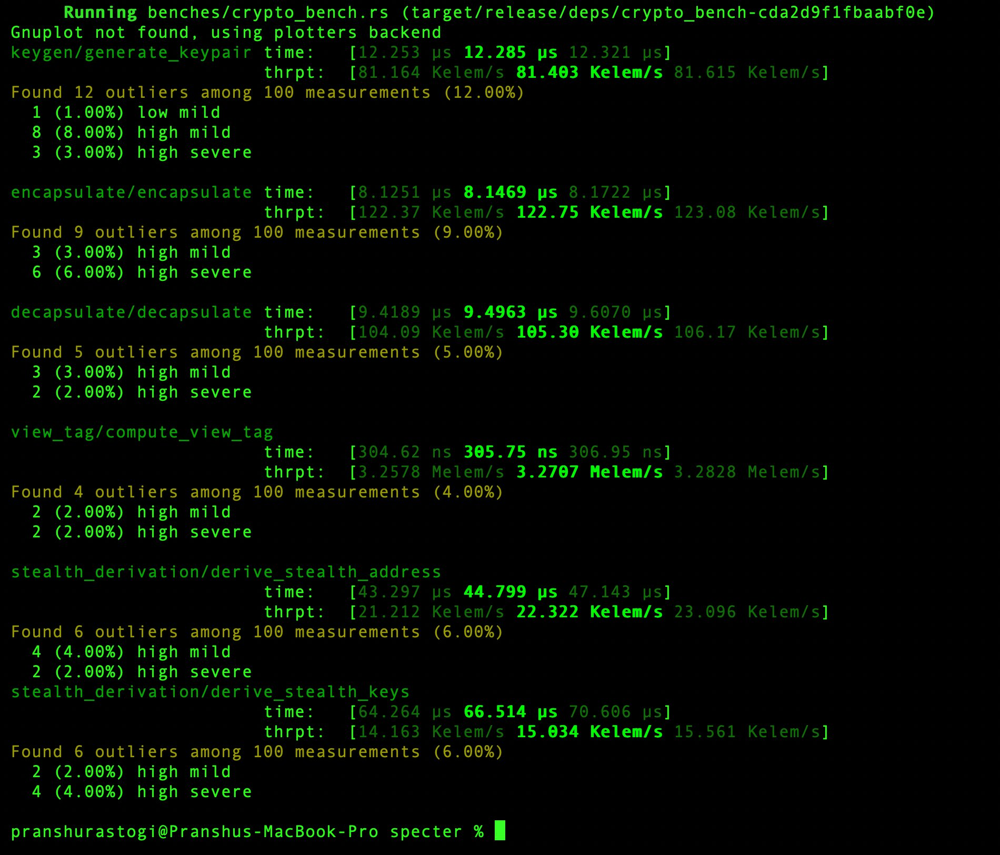 Running benches/crypto_bench.rs (target/release/deps/crypto_bench-cda2d9f1fbaabf0e)
Gnuplot not found, using plotters backend
keygen/generate_keypair time:   [12.253 µs 12.285 µs 12.321 µs]
thrpt:  [81.164 Kelem/s 81.403 Kelem/s 81.615 Kelem/s]
Found 12 outliers among 100 measurements (12.00%)
1 (1.00%) low mild
8 (8.00%) high mild
3 (3.00%) high severe
encapsulate/encapsulate time:   [8.1251 µs 8.1469 µs 8.1722 µs]
thrpt:  [122.37 Kelem/s 122.75 Kelem/s 123.08 Kelem/s]
Found 9 outliers among 100 measurements (9.00%)
3 (3.00%) high mild
6 (6.00%) high severe
decapsulate/decapsulate time:   [9.4189 µs 9.4963 µs 9.6070 µs]
thrpt:  [104.09 Kelem/s 105.30 Kelem/s 106.17 Kelem/s]
Found 5 outliers among 100 measurements (5.00%)
3 (3.00%) high mild
2 (2.00%) high severe
view_tag/compute_view_tag
time:   [304.62 ns 305.75 ns 306.95 ns]
thrpt:  [3.2578 Melem/s 3.2707 Melem/s 3.2828 Melem/s]
Found 4 outliers among 100 measurements (4.00%)
2 (2.00%) high mild
2 (2.00%) high severe
stealth_derivation/derive_stealth_address
time:   [43.297 µs 44.799 µs 47.143 µs]
thrpt:  [21.212 Kelem/s 22.322 Kelem/s 23.096 Kelem/s]
Found 6 outliers among 100 measurements (6.00%)
4 (4.00%) high mild
2 (2.00%) high severe
stealth_derivation/derive_stealth_keys
time:   [64.264 µs 66.514 µs 70.606 µs]
thrpt:  [14.163 Kelem/s 15.034 Kelem/s 15.561 Kelem/s]
Found 6 outliers among 100 measurements (6.00%)
2 (2.00%) high mild
4 (4.00%) high severe
pranshurastogi@Pranshus-MacBook-Pro specter %